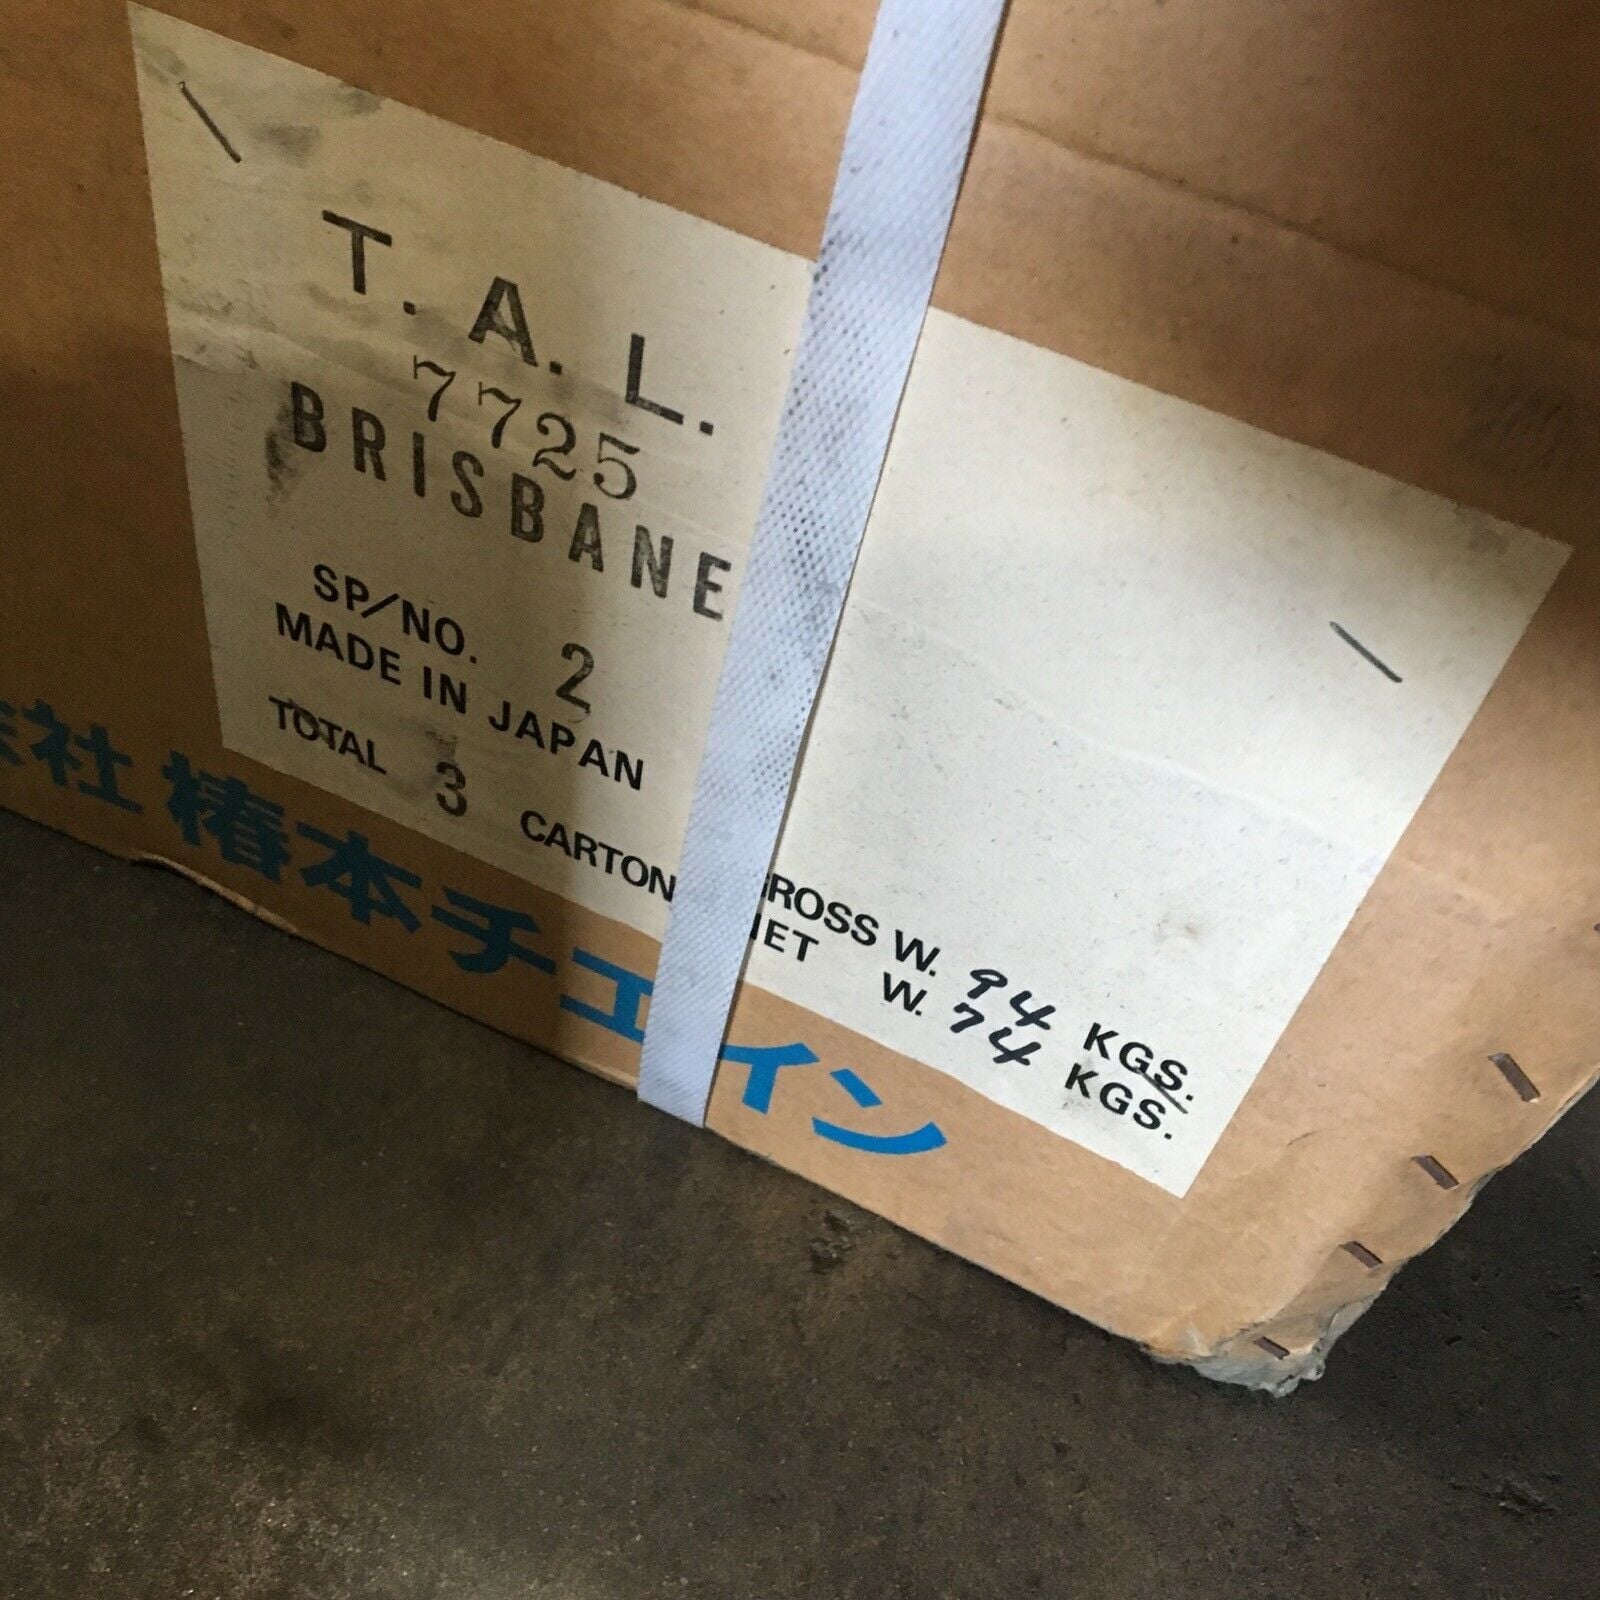 T. A. L.
7725
BRISBANE
SP/NO. 2
MADE IN JAPAN
TOTAL 3 CARTON
GROSS W. 94 KGS.
NET W. 74 KGS.
社 椿本チエイン